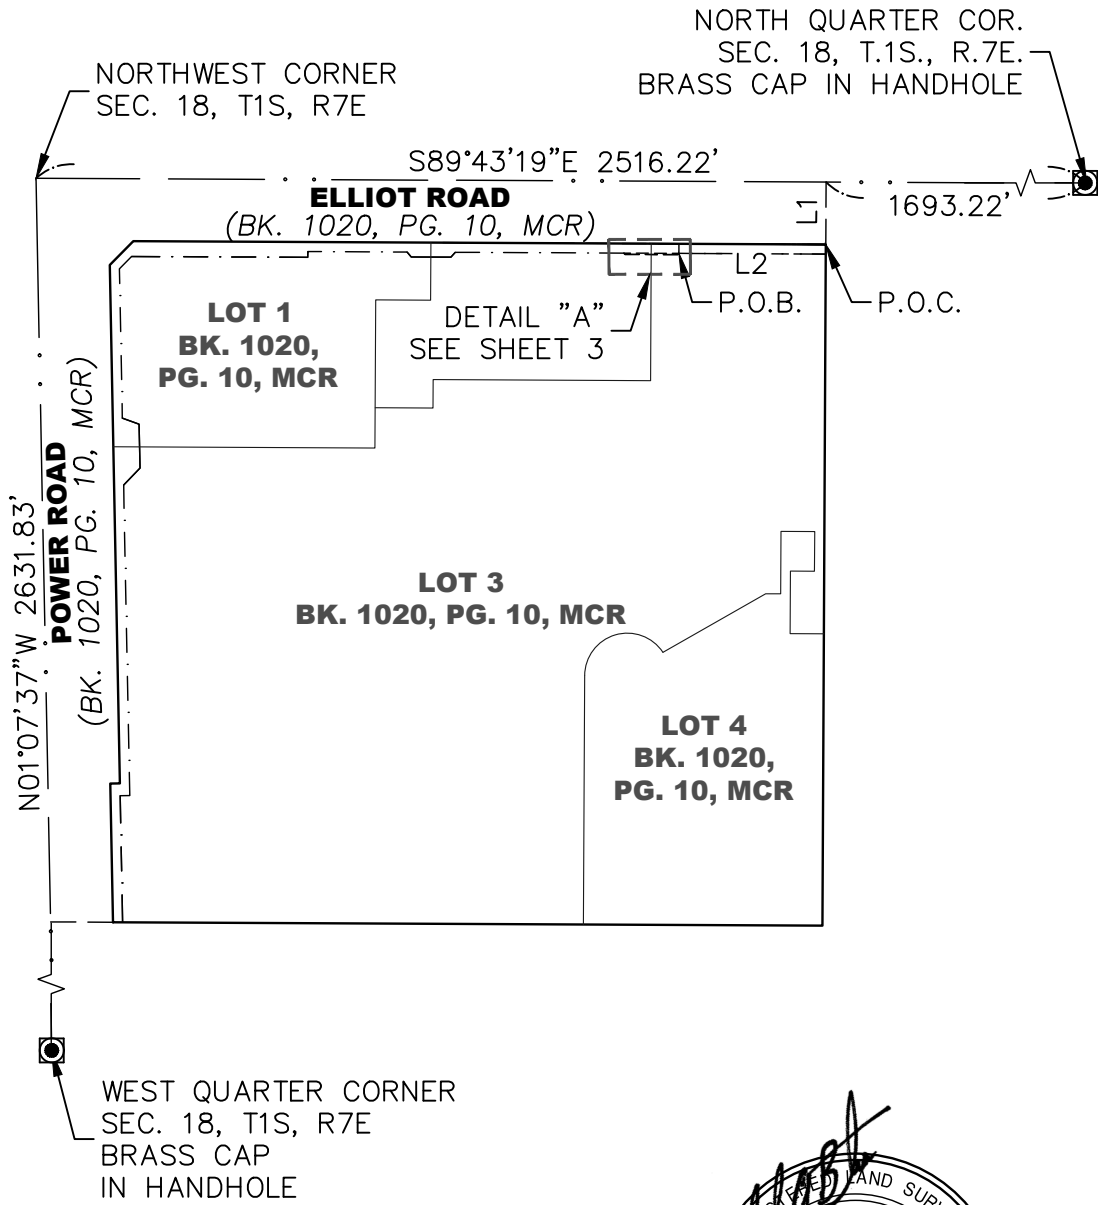 NORTH QUARTER COR.
SEC. 18, T.1S., R.7E.
BRASS CAP IN HANDHOLE
NORTHWEST CORNER
SEC. 18, T1S, R7E
S89°43'19"E 2516.22'
ELLIOT ROAD
(BK. 1020, PG. 10, MCR)
L1
1693.22'
L2
P.O.B.
P.O.C.
DETAIL "A"
SEE SHEET 3
LOT 1
BK. 1020,
PG. 10, MCR
N01°07'37"W 2631.83'
POWER ROAD
(BK. 1020, PG. 10, MCR)
LOT 3
BK. 1020, PG. 10, MCR
LOT 4
BK. 1020,
PG. 10, MCR
WEST QUARTER CORNER
SEC. 18, T1S, R7E
BRASS CAP
IN HANDHOLE
LAND